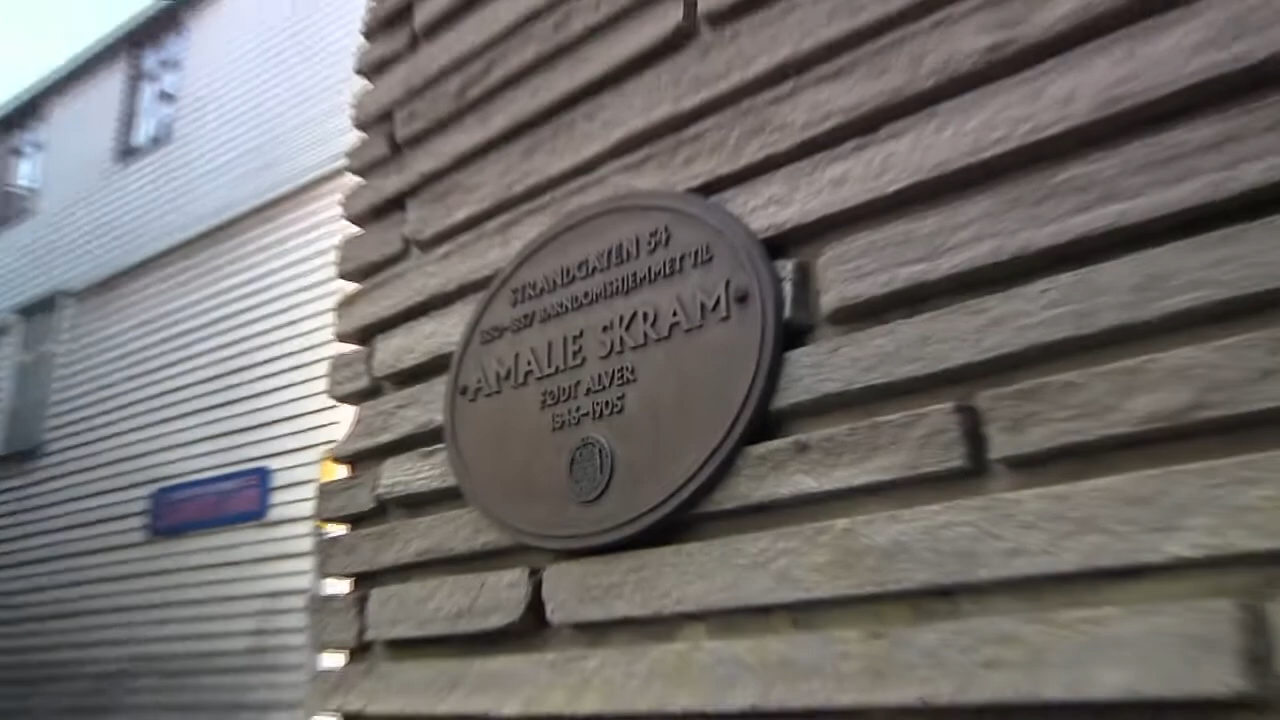 STRANDGATEN 54
BARNDOMSHJEMMET TIL
•AMALIE SKRAM•
FØDT ALVER
1846–1905